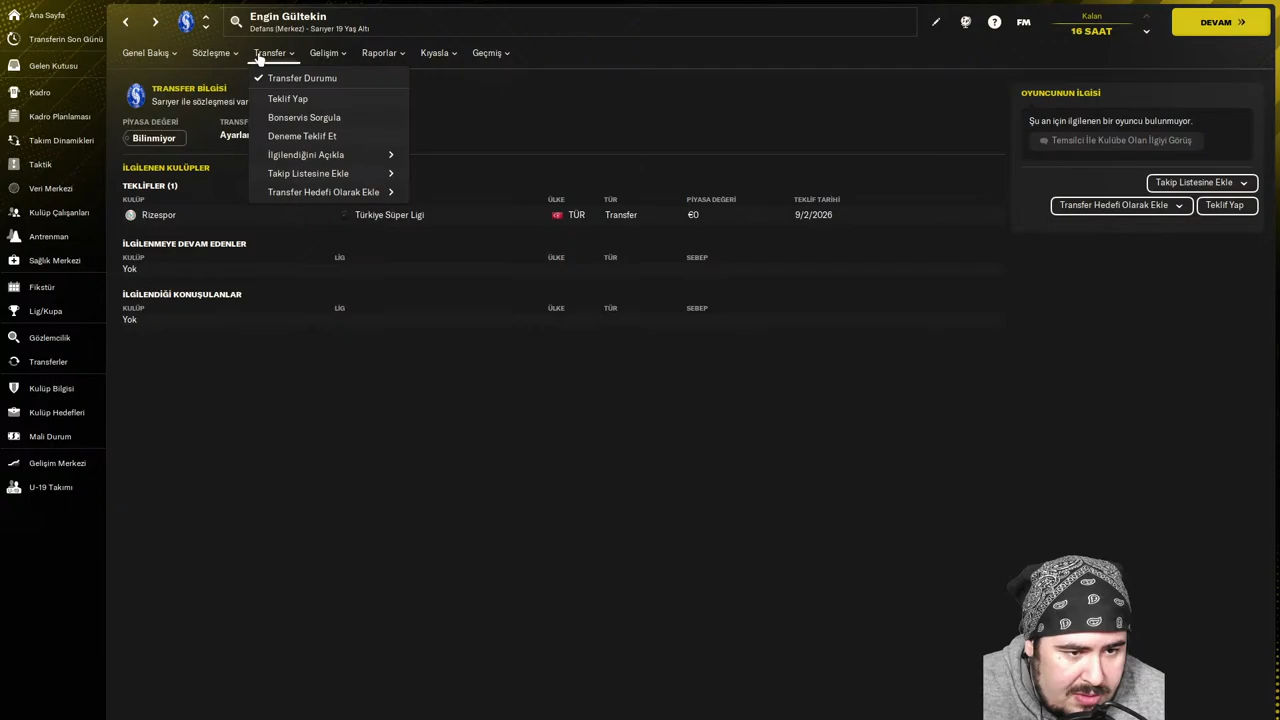 Ana Sayfa
Transferin Son Günü
Gelen Kutusu
Kadro
Kadro Planlaması
Takım Dinamikleri
Taktik
Veri Merkezi
Kulüp Çalışanları
Antrenman
Sağlık Merkezi
Fikstür
Lig/Kupa
Gözlemcilik
Transferler
Kulüp Bilgisi
Kulüp Hedefleri
Mali Durum
Gelişim Merkezi
U-19 Takımı
Engin Gültekin
Defans (Merkez) - Sarıyer 19 Yaş Altı
FM
Kalan
16 SAAT
DEVAM
Genel Bakış
Sözleşme
Transfer
Gelişim
Raporlar
Kıyasla
Geçmiş
Transfer Durumu
Teklif Yap
Bonservis Sorgula
Deneme Teklif Et
İlgilendiğini Açıkla
Takip Listesine Ekle
Transfer Hedefi Olarak Ekle
TRANSFER BİLGİSİ
Sarıyer ile sözleşmesi var
PİYASA DEĞERİ
Bilinmiyor
Ayarla
İLGİLENEN KULÜPLER
TEKLİFLER (1)
KULÜP
ÜLKE
TÜR
PİYASA DEĞERİ
TEKLİF TARİHİ
Rizespor
Türkiye Süper Ligi
TÜR
Transfer
€0
9/2/2026
İLGİLENMEYE DEVAM EDENLER
KULÜP
LİG
ÜLKE
TÜR
SEBEP
Yok
İLGİLENDİĞİ KONUŞULANLAR
KULÜP
LİG
ÜLKE
TÜR
SEBEP
Yok
OYUNCUNUN İLGİSİ
Şu an için ilgilenen bir oyuncu bulunmuyor.
Temsilci İle Kulübe Olan İlgiyi Görüş
Takip Listesine Ekle
Transfer Hedefi Olarak Ekle
Teklif Yap